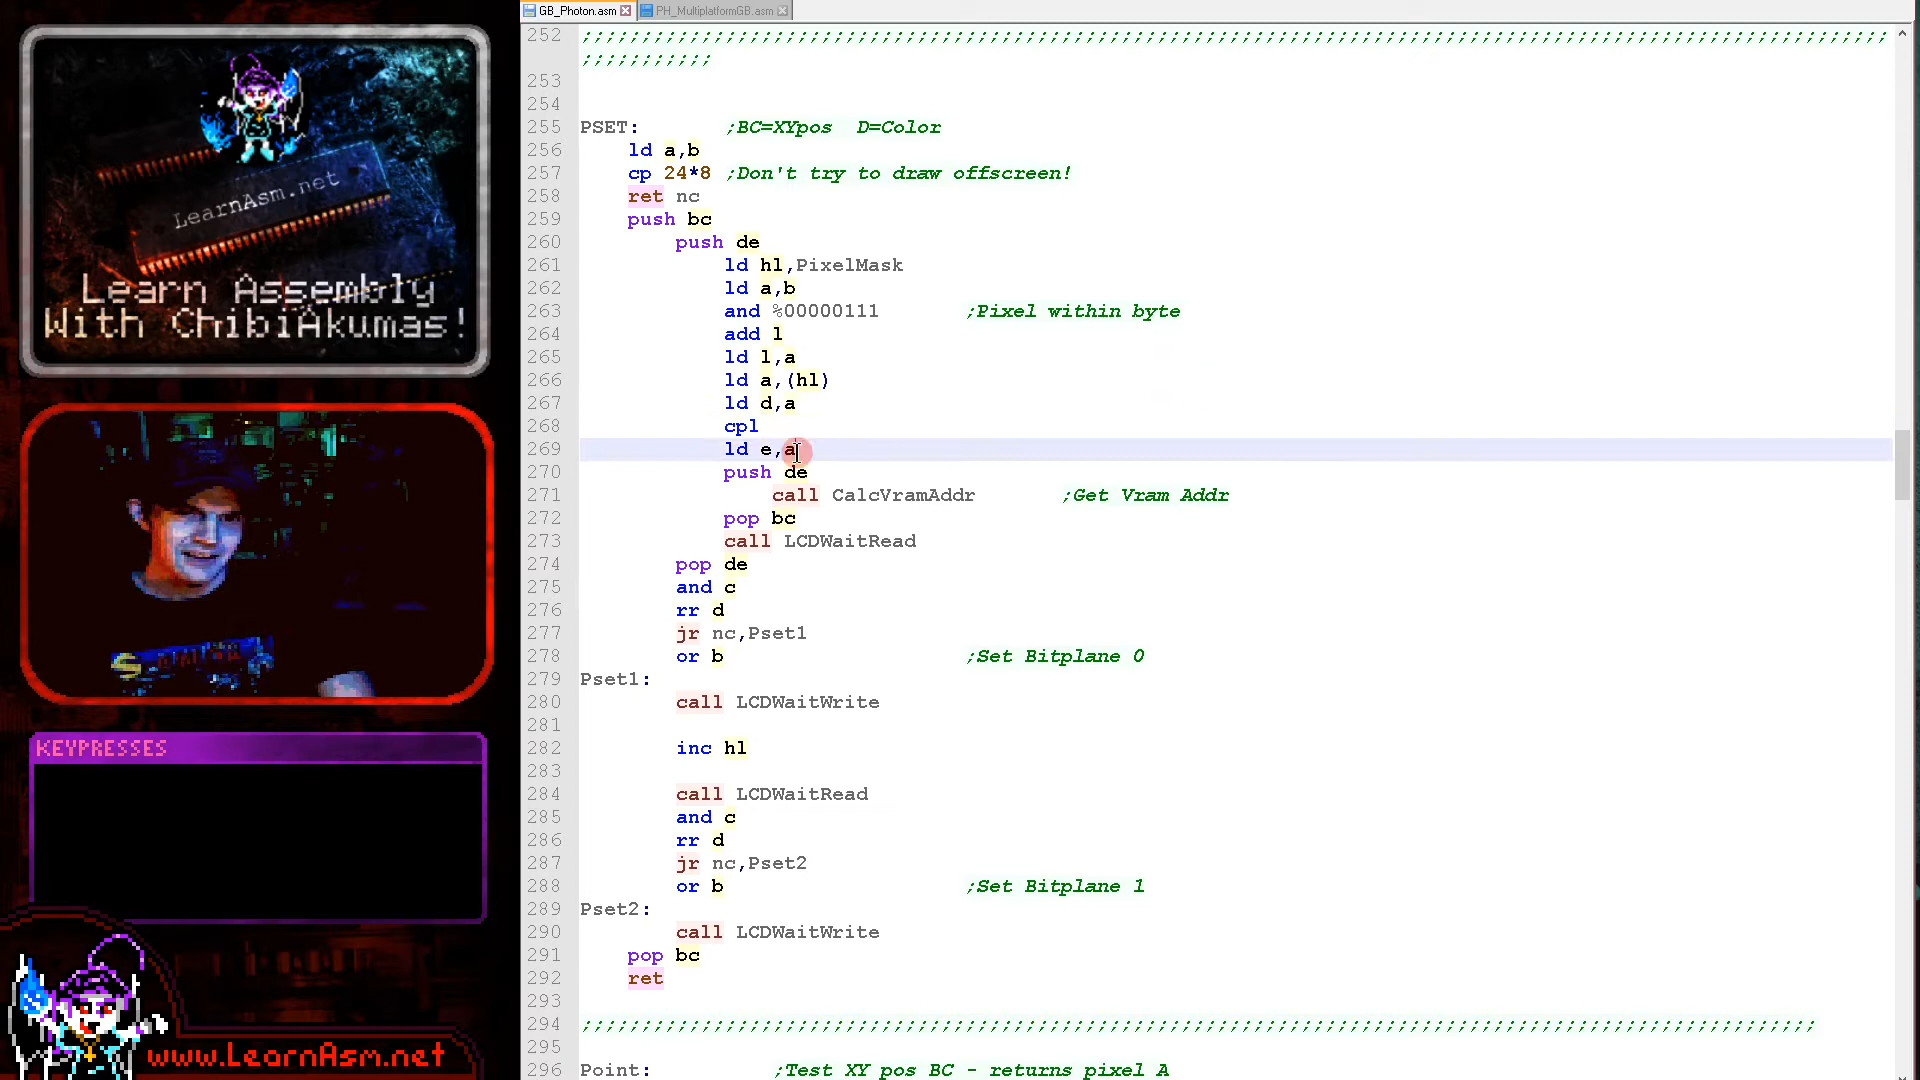 GB_Photon.asm
PH_MultiplatformGB.asm
LearnAsm.net
Learn Assembly
With ChibiAkumas!
KEYPRESSES
www.LearnAsm.net
252 ;;;;;;;;;;;;;;;;;;;;;;;;;;;;;;;;;;;;;;;;;;;;;;;;;;;;;;;;;;;;;;;;;;;;;;;;;;;;;;;;;;;;;;;;;;;;;;;;;;;;;;;;;;;;;
;;;;;;;;;;;
253
254
255 PSET: ;BC=XYpos D=Color
256 ld a,b
257 cp 24*8 ;Don't try to draw offscreen!
258 ret nc
259 push bc
260 push de
261 ld hl,PixelMask
262 ld a,b
263 and %00000111 ;Pixel within byte
264 add l
265 ld l,a
266 ld a,(hl)
267 ld d,a
268 cpl
269 ld e,a
270 push de
271 call CalcVramAddr ;Get Vram Addr
272 pop bc
273 call LCDWaitRead
274 pop de
275 and c
276 rr d
277 jr nc,Pset1
278 or b ;Set Bitplane 0
279 Pset1:
280 call LCDWaitWrite
281
282 inc hl
283
284 call LCDWaitRead
285 and c
286 rr d
287 jr nc,Pset2
288 or b ;Set Bitplane 1
289 Pset2:
290 call LCDWaitWrite
291 pop bc
292 ret
293
294 ;;;;;;;;;;;;;;;;;;;;;;;;;;;;;;;;;;;;;;;;;;;;;;;;;;;;;;;;;;;;;;;;;;;;;;;;;;;;;;;;;;;;;;;;;;;;;;;;;;;;;;;
295
296 Point: ;Test XY pos BC - returns pixel A